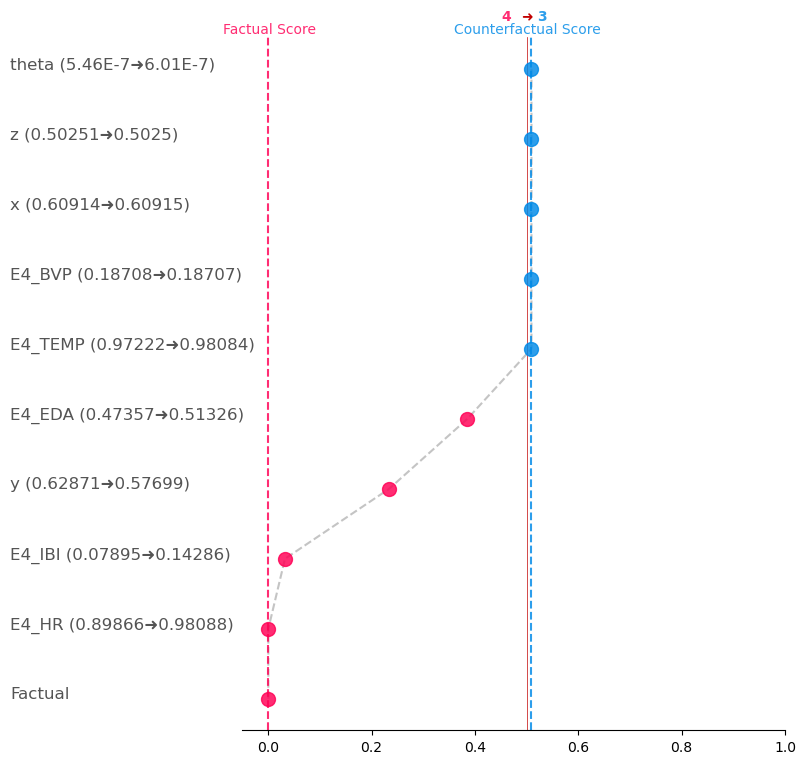 4 ➜ 3
Factual Score Counterfactual Score
theta (5.46E-7➜6.01E-7)
z (0.50251➜0.5025)
x (0.60914➜0.60915)
E4_BVP (0.18708➜0.18707)
E4_TEMP (0.97222➜0.98084)
E4_EDA (0.47357➜0.51326)
y (0.62871➜0.57699)
E4_IBI (0.07895➜0.14286)
E4_HR (0.89866➜0.98088)
Factual
0.0 0.2 0.4 0.6 0.8 1.0